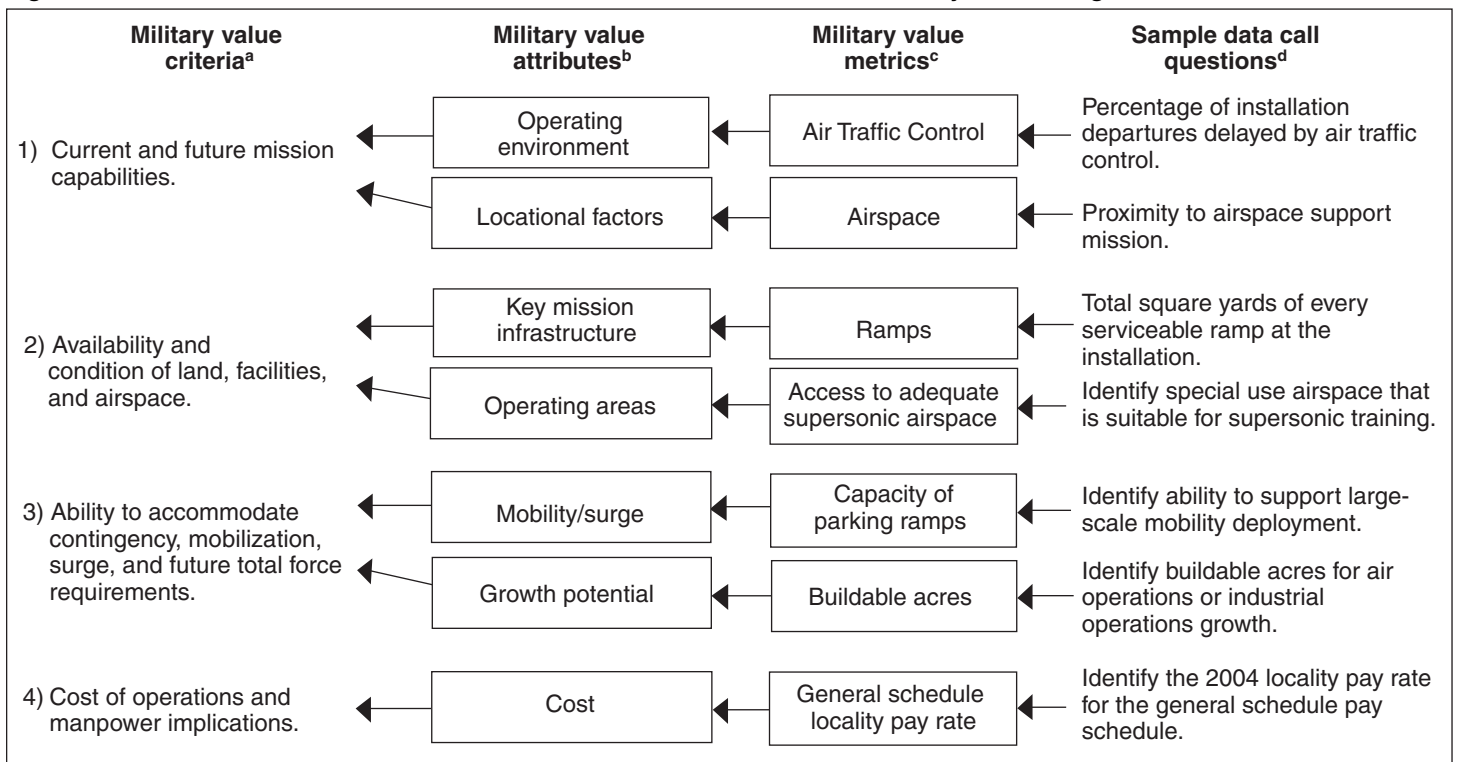 Military value
criteriaa
Military value
attributesb
Military value
metricsc
Sample data call
questionsd
1) Current and future mission
capabilities.
Operating
environment
Air Traffic Control
Percentage of installation
departures delayed by air traffic
control.
Locational factors
Airspace
Proximity to airspace support
mission.
2) Availability and
condition of land, facilities,
and airspace.
Key mission
infrastructure
Ramps
Total square yards of every
serviceable ramp at the
installation.
Operating areas
Access to adequate
supersonic airspace
Identify special use airspace that
is suitable for supersonic training.
3) Ability to accommodate
contingency, mobilization,
surge, and future total force
requirements.
Mobility/surge
Capacity of
parking ramps
Identify ability to support large-
scale mobility deployment.
Growth potential
Buildable acres
Identify buildable acres for air
operations or industrial
operations growth.
4) Cost of operations and
manpower implications.
Cost
General schedule
locality pay rate
Identify the 2004 locality pay rate
for the general schedule pay
schedule.